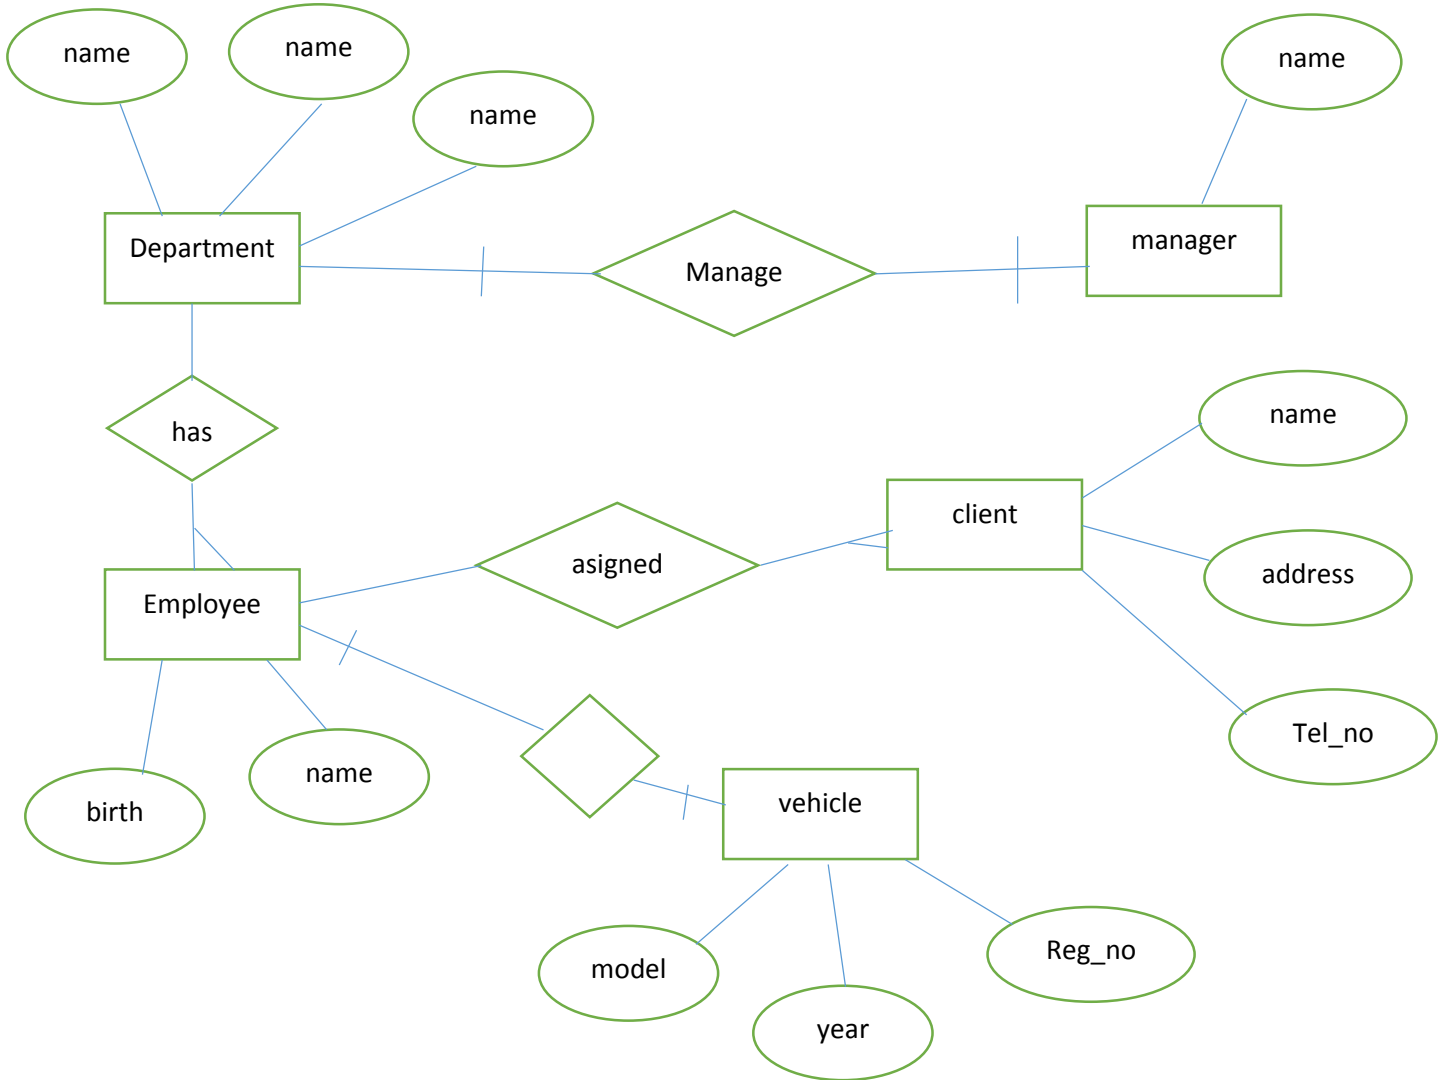 name
name
name
name
Department
Manage
manager
has
name
client
asigned
address
Employee
Tel_no
name
birth
vehicle
Reg_no
model
year